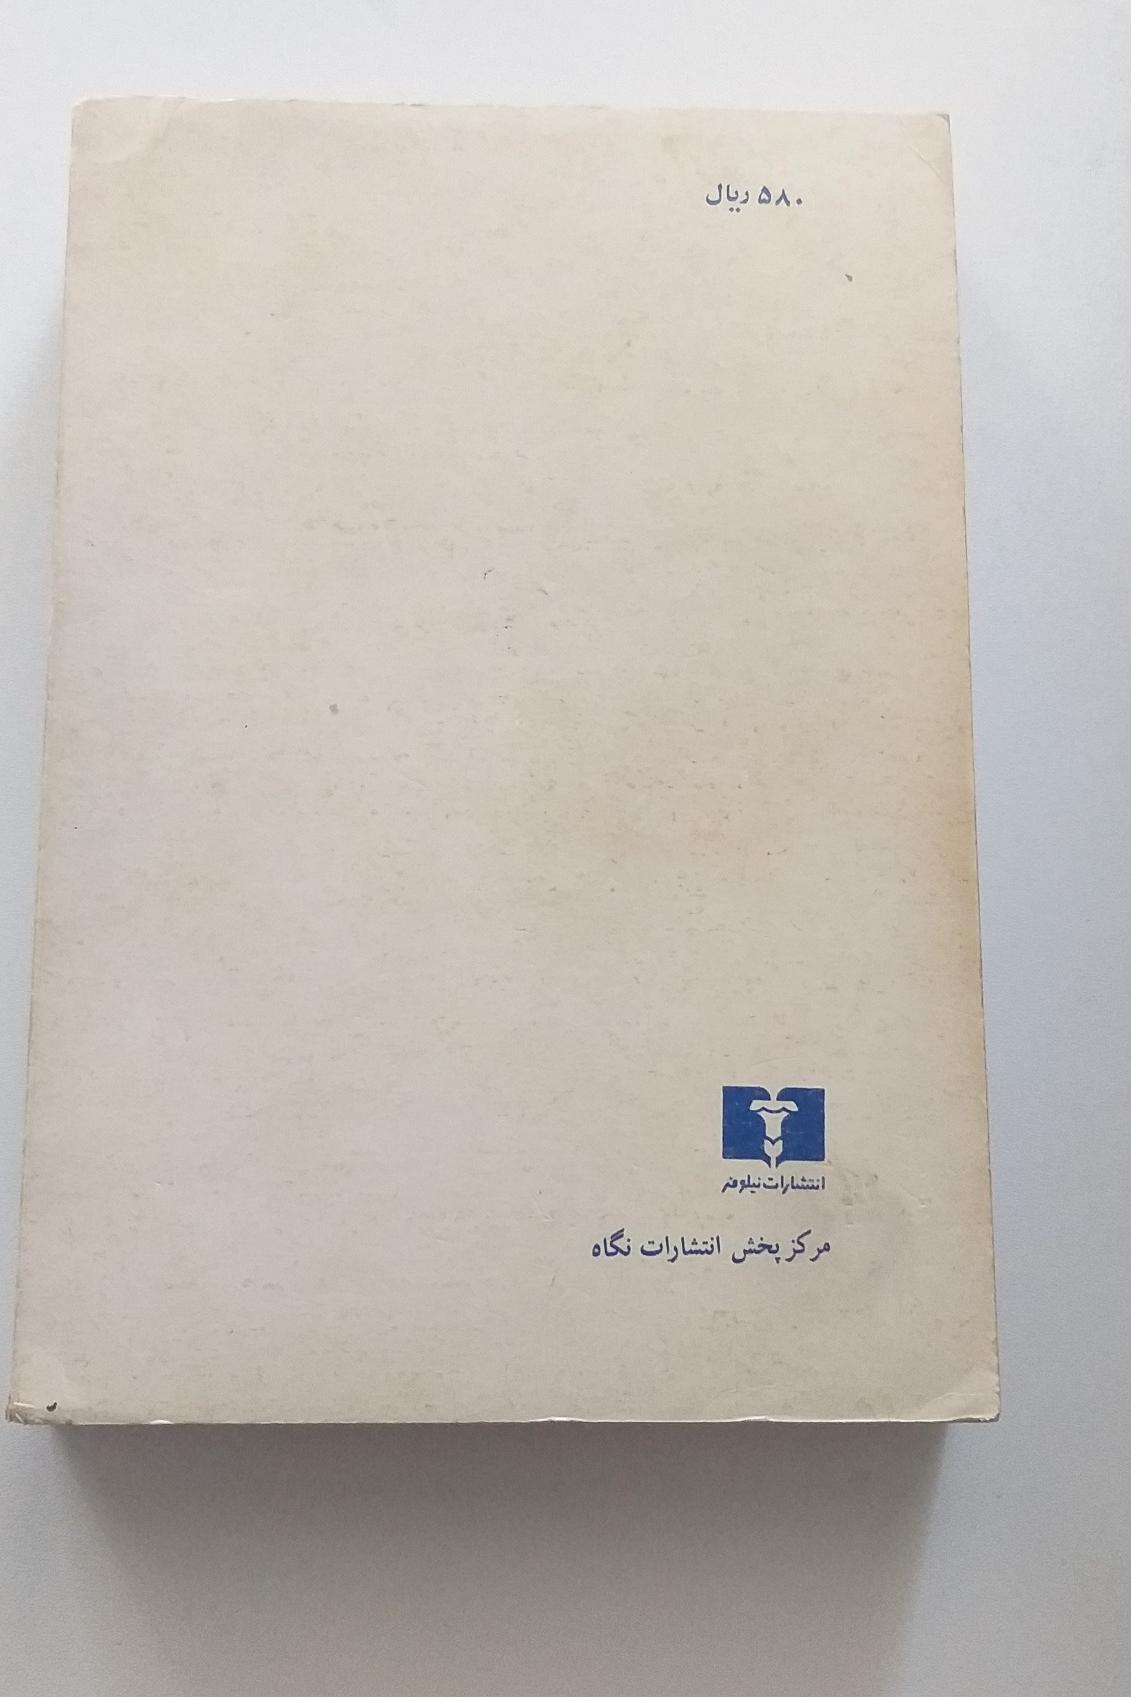 ۵۸۰ ریال
انتشارات نیلوفر
مرکز پخش انتشارات نگاه